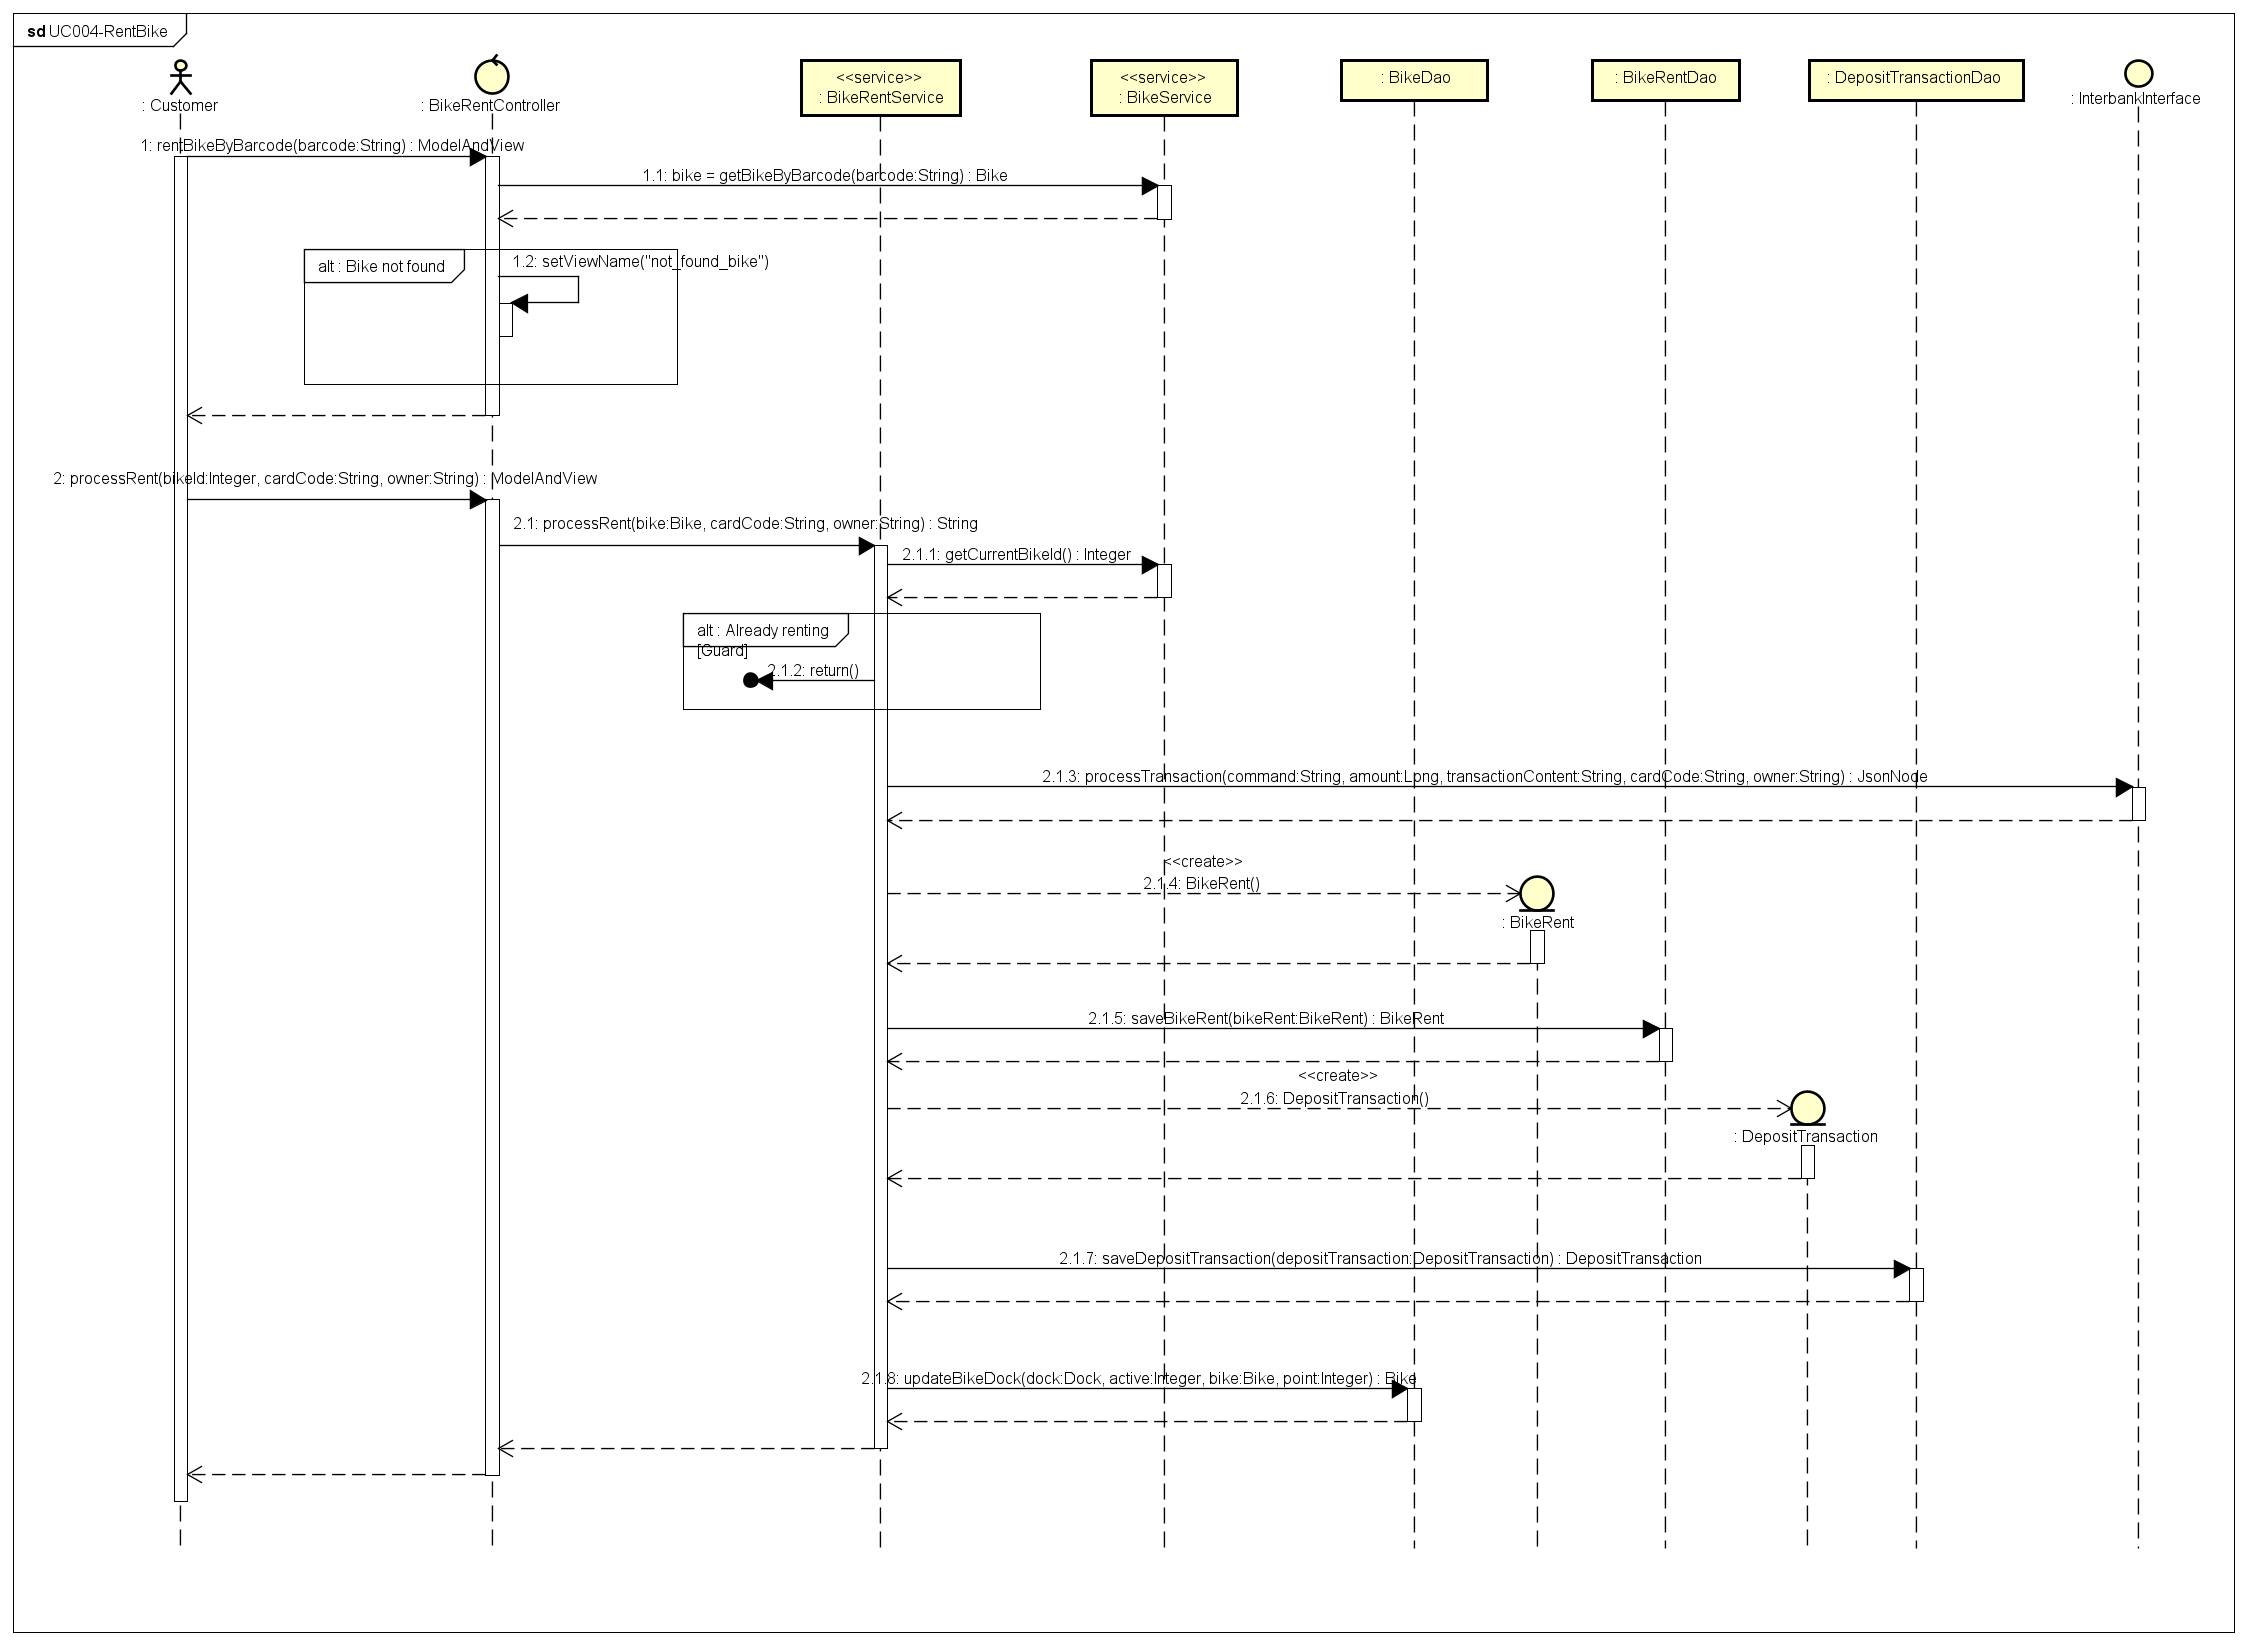 sd UC004-RentBike
: Customer
: BikeRentController
<<service>>
: BikeRentService
<<service>>
: BikeService
: BikeDao
: BikeRentDao
: DepositTransactionDao
: InterbankInterface
1: rentBikeByBarcode(barcode:String) : ModelAndView
1.1: bike = getBikeByBarcode(barcode:String) : Bike
alt : Bike not found
1.2: setViewName("not_found_bike")
2: processRent(bikeId:Integer, cardCode:String, owner:String) : ModelAndView
2.1: processRent(bike:Bike, cardCode:String, owner:String) : String
2.1.1: getCurrentBikeId() : Integer
alt : Already renting
[Guard]
2.1.2: return()
2.1.3: processTransaction(command:String, amount:Long, transactionContent:String, cardCode:String, owner:String) : JsonNode
<<create>>
2.1.4: BikeRent()
: BikeRent
2.1.5: saveBikeRent(bikeRent:BikeRent) : BikeRent
<<create>>
2.1.6: DepositTransaction()
: DepositTransaction
2.1.7: saveDepositTransaction(depositTransaction:DepositTransaction) : DepositTransaction
2.1.8: updateBikeDock(dock:Dock, active:Integer, bike:Bike, point:Integer) : Bike